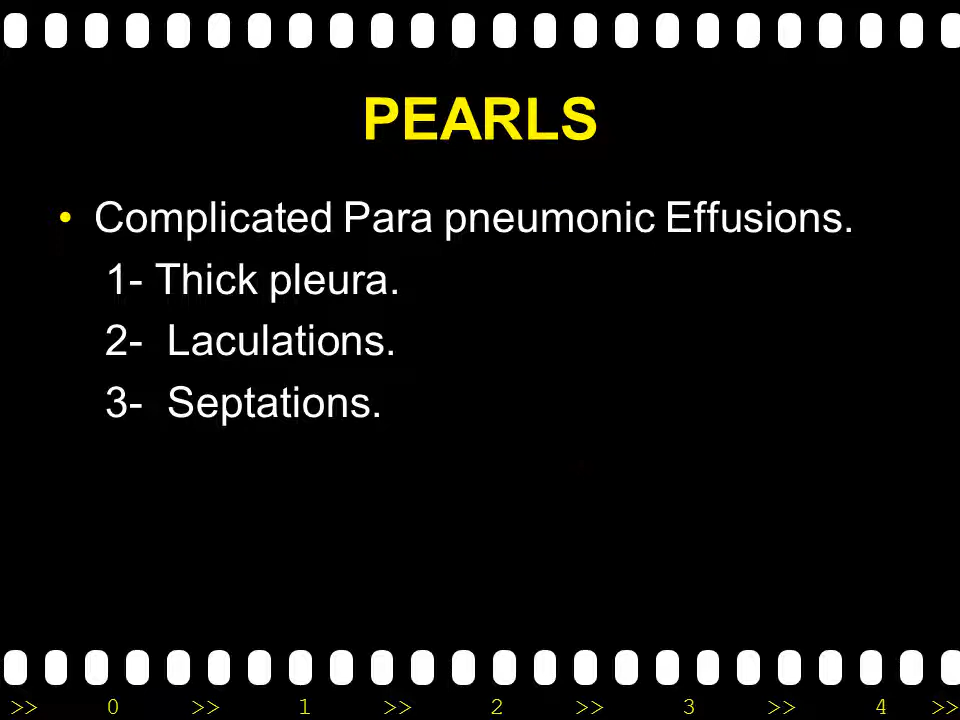 PEARLS
• Complicated Para pneumonic Effusions.
1- Thick pleura.
2- Laculations.
3- Septations.
>> 0 >> 1 >> 2 >> 3 >> 4 >>